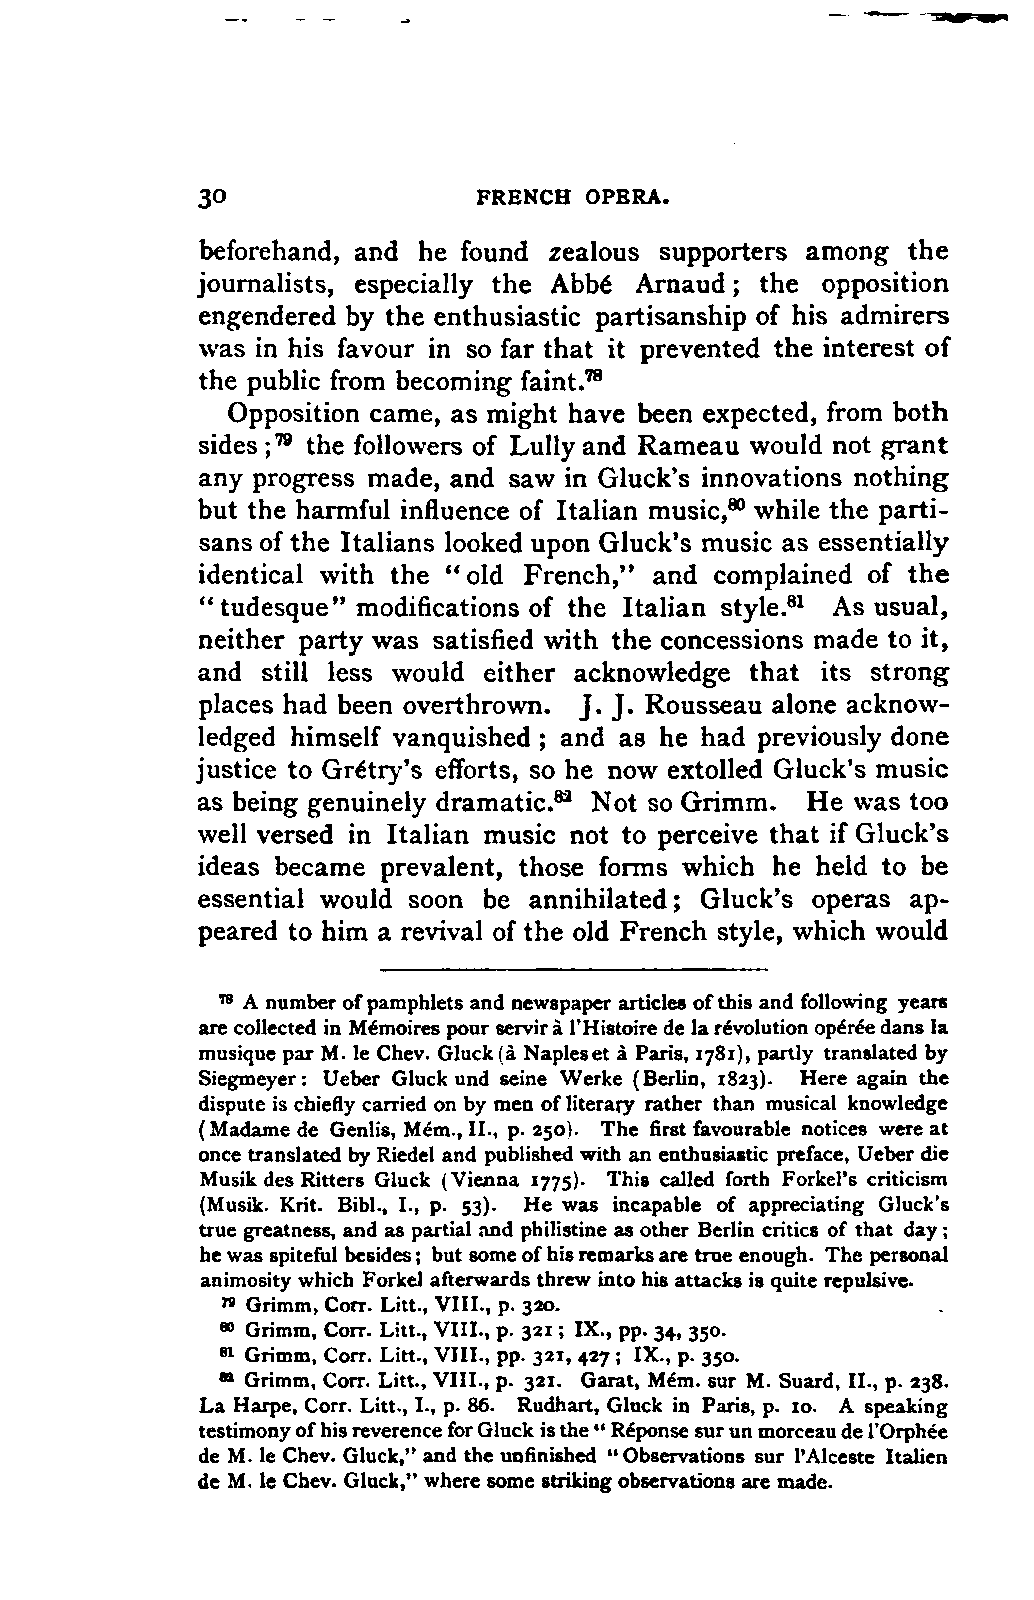 30 FRENCH OPERA.
beforehand, and he found zealous supporters among the
journalists, especially the Abbé Arnaud; the opposition
engendered by the enthusiastic partisanship of his admirers
was in his favour in so far that it prevented the interest of
the public from becoming faint.⁷⁸
Opposition came, as might have been expected, from both
sides;⁷⁹ the followers of Lully and Rameau would not grant
any progress made, and saw in Gluck's innovations nothing
but the harmful influence of Italian music,⁸⁰ while the parti-
sans of the Italians looked upon Gluck's music as essentially
identical with the "old French," and complained of the
"tudesque" modifications of the Italian style.⁸¹ As usual,
neither party was satisfied with the concessions made to it,
and still less would either acknowledge that its strong
places had been overthrown. J. J. Rousseau alone acknow-
ledged himself vanquished; and as he had previously done
justice to Grétry's efforts, so he now extolled Gluck's music
as being genuinely dramatic.⁸² Not so Grimm. He was too
well versed in Italian music not to perceive that if Gluck's
ideas became prevalent, those forms which he held to be
essential would soon be annihilated; Gluck's operas ap-
peared to him a revival of the old French style, which would
⁷⁸ A number of pamphlets and newspaper articles of this and following years
are collected in Mémoires pour servir à l'Histoire de la révolution opérée dans la
musique par M. le Chev. Gluck (à Naples et à Paris, 1781), partly translated by
Siegmeyer: Ueber Gluck und seine Werke (Berlin, 1823). Here again the
dispute is chiefly carried on by men of literary rather than musical knowledge
(Madame de Genlis, Mém., II., p. 250). The first favourable notices were at
once translated by Riedel and published with an enthusiastic preface, Ueber die
Musik des Ritters Gluck (Vienna 1775). This called forth Forkel's criticism
(Musik. Krit. Bibl., I., p. 53). He was incapable of appreciating Gluck's
true greatness, and as partial and philistine as other Berlin critics of that day;
he was spiteful besides; but some of his remarks are true enough. The personal
animosity which Forkel afterwards threw into his attacks is quite repulsive.
⁷⁹ Grimm, Corr. Litt., VIII., p. 320.
⁸⁰ Grimm, Corr. Litt., VIII., p. 321; IX., pp. 34, 350.
⁸¹ Grimm, Corr. Litt., VIII., pp. 321, 427; IX., p. 350.
⁸² Grimm, Corr. Litt., VIII., p. 321. Garat, Mém. sur M. Suard, II., p. 238.
La Harpe, Corr. Litt., I., p. 86. Rudhart, Gluck in Paris, p. 10. A speaking
testimony of his reverence for Gluck is the "Réponse sur un morceau de l'Orphée
de M. le Chev. Gluck," and the unfinished "Observations sur l'Alceste Italien
de M. le Chev. Gluck," where some striking observations are made.